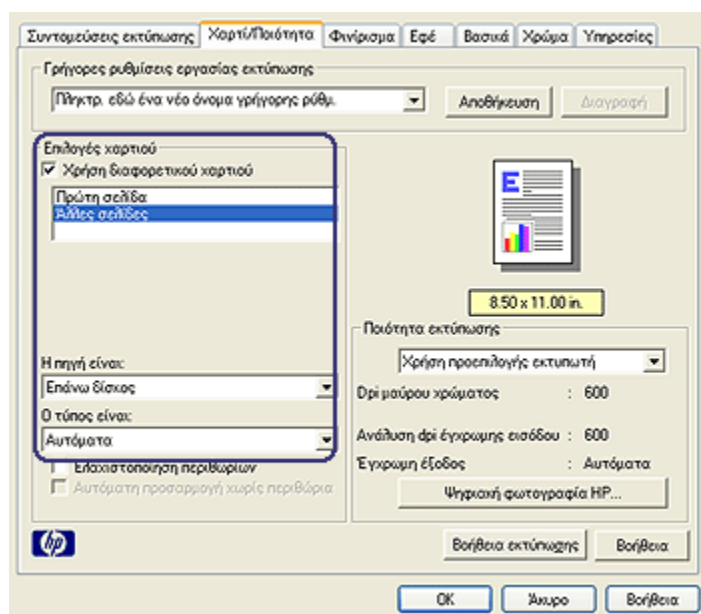 Συντομεύσεις εκτύπωσης Χαρτί/Ποιότητα Φινίρισμα Εφέ Βασικά Χρώμα Υπηρεσίες
Γρήγορες ρυθμίσεις εργασίας εκτύπωσης
Πληκτρ. εδώ ένα νέο όνομα γρήγορης ρύθμ.
Αποθήκευση
Διαγραφή
Επιλογές χαρτιού
Χρήση διαφορετικού χαρτιού
Πρώτη σελίδα
Άλλες σελίδες
Η πηγή είναι:
Επάνω δίσκος
Ο τύπος είναι:
Αυτόματα
Ελαχιστοποίηση περιθωρίων
Αυτόματη προσαρμογή χωρίς περιθώρια
E
8.50 x 11.00 in.
Ποιότητα εκτύπωσης
Χρήση προεπιλογής εκτυπωτή
Dpi μαύρου χρώματος : 600
Ανάλυση dpi έγχρωμης εισόδου : 600
Έγχρωμη έξοδος : Αυτόματα
Ψηφιακή φωτογραφία HP...
hp
Βοήθεια εκτύπωσης
Βοήθεια
OK
Άκυρο
Βοήθεια